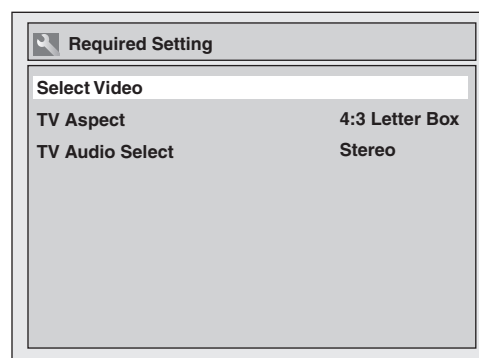 Required Setting
Select Video
TV Aspect 4:3 Letter Box
TV Audio Select Stereo